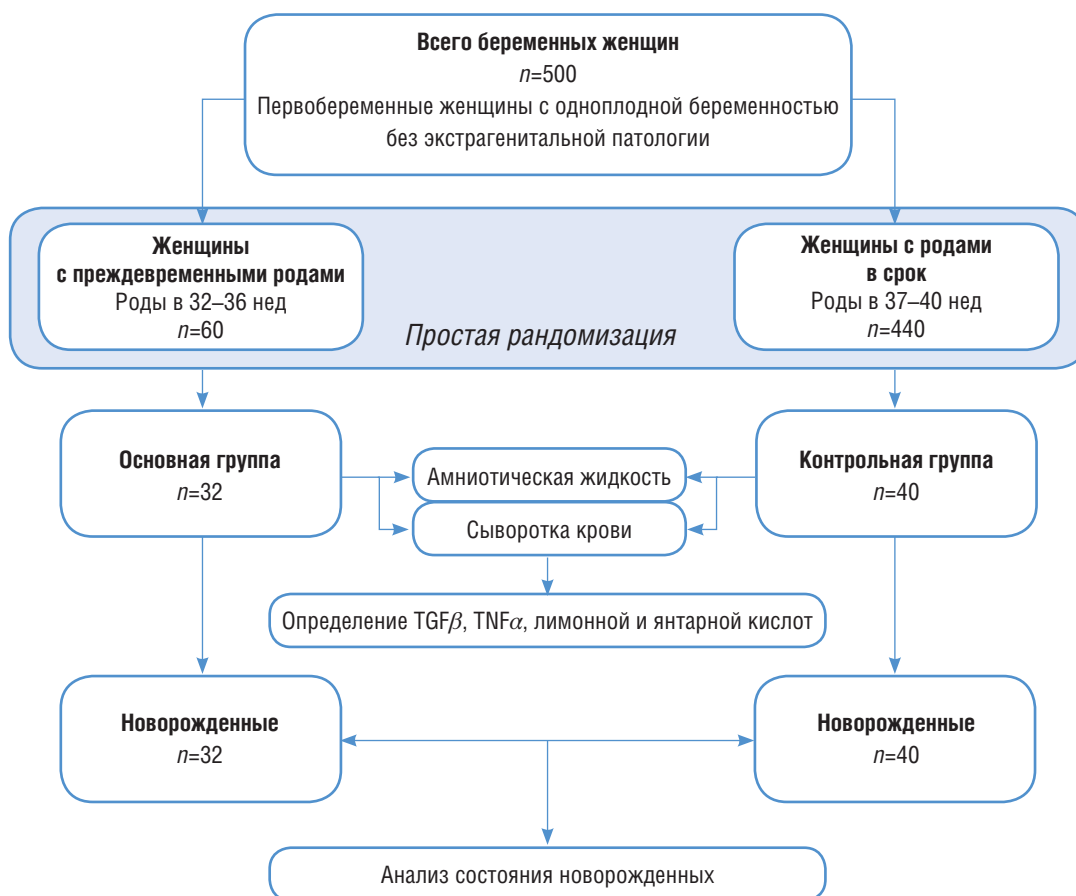 Всего беременных женщин
n=500
Первобеременные женщины с одноплодной беременностью
без экстрагенитальной патологии
Женщины
с преждевременными родами
Роды в 32–36 нед
n=60
Женщины с родами
в срок
Роды в 37–40 нед
n=440
Простая рандомизация
Основная группа
n=32
Амниотическая жидкость
Сыворотка крови
Контрольная группа
n=40
Определение TGFβ, TNFα, лимонной и янтарной кислот
Новорожденные
n=32
Новорожденные
n=40
Анализ состояния новорожденных